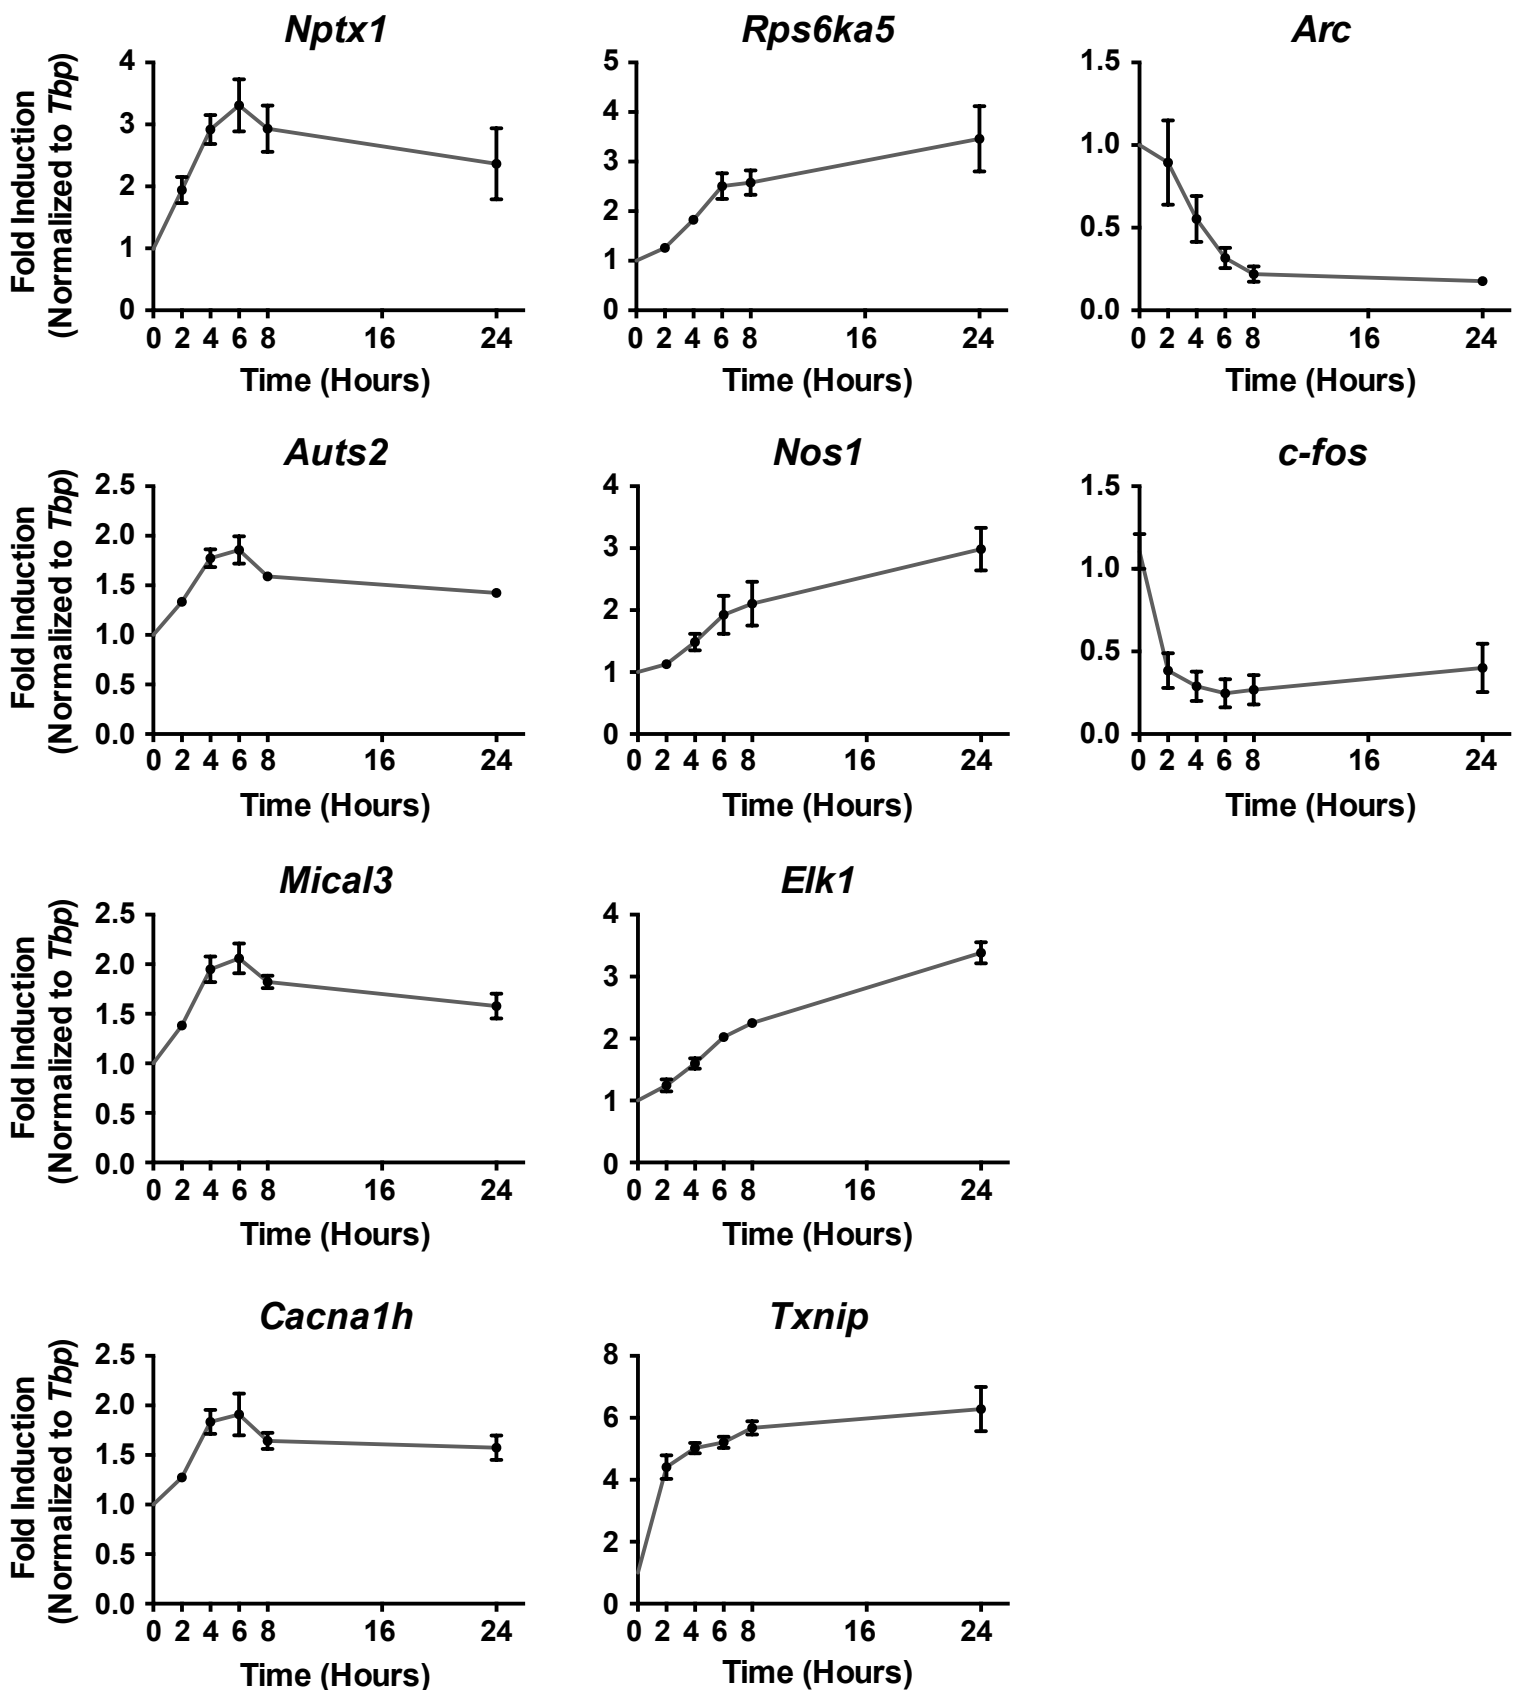 Nptx1
Fold Induction
(Normalized to Tbp)
4
3
2
1
0
0 2 4 6 8 16 24
Time (Hours)
Rps6ka5
5
4
3
2
1
0
0 2 4 6 8 16 24
Time (Hours)
Arc
1.5
1.0
0.5
0.0
0 2 4 6 8 16 24
Time (Hours)
Auts2
Fold Induction
(Normalized to Tbp)
2.5
2.0
1.5
1.0
0.5
0.0
0 2 4 6 8 16 24
Time (Hours)
Nos1
4
3
2
1
0
0 2 4 6 8 16 24
Time (Hours)
c-fos
1.5
1.0
0.5
0.0
0 2 4 6 8 16 24
Time (Hours)
Mical3
Fold Induction
(Normalized to Tbp)
2.5
2.0
1.5
1.0
0.5
0.0
0 2 4 6 8 16 24
Time (Hours)
Elk1
4
3
2
1
0
0 2 4 6 8 16 24
Time (Hours)
Cacna1h
Fold Induction
(Normalized to Tbp)
2.5
2.0
1.5
1.0
0.5
0.0
0 2 4 6 8 16 24
Time (Hours)
Txnip
8
6
4
2
0
0 2 4 6 8 16 24
Time (Hours)